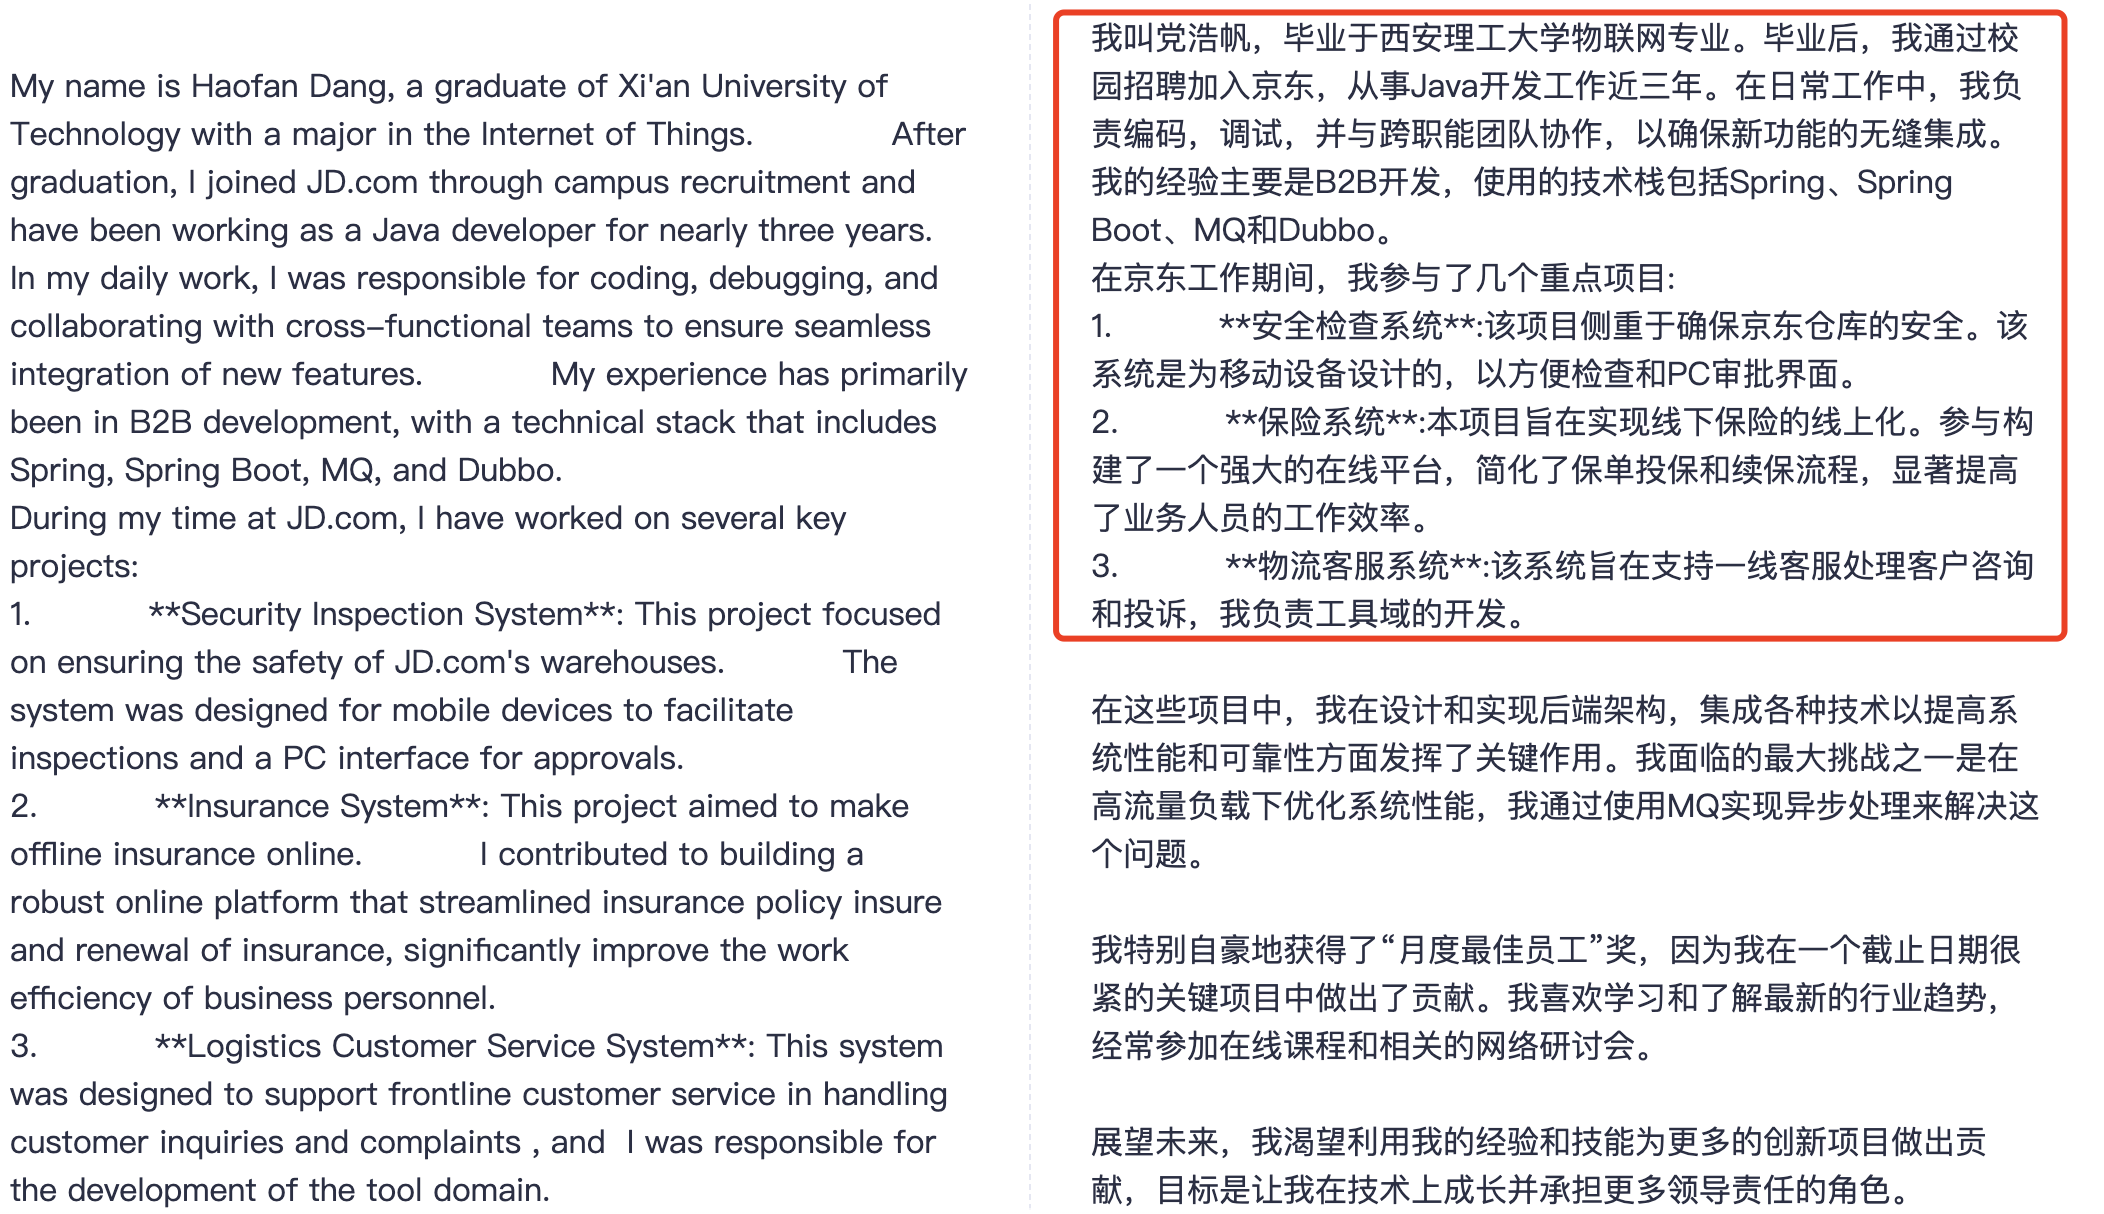 My name is Haofan Dang, a graduate of Xi'an University of
Technology with a major in the Internet of Things. After
graduation, I joined JD.com through campus recruitment and
have been working as a Java developer for nearly three years.
In my daily work, I was responsible for coding, debugging, and
collaborating with cross-functional teams to ensure seamless
integration of new features. My experience has primarily
been in B2B development, with a technical stack that includes
Spring, Spring Boot, MQ, and Dubbo.
During my time at JD.com, I have worked on several key
projects:
1. **Security Inspection System**: This project focused
on ensuring the safety of JD.com's warehouses. The
system was designed for mobile devices to facilitate
inspections and a PC interface for approvals.
2. **Insurance System**: This project aimed to make
offline insurance online. I contributed to building a
robust online platform that streamlined insurance policy insure
and renewal of insurance, significantly improve the work
efficiency of business personnel.
3. **Logistics Customer Service System**: This system
was designed to support frontline customer service in handling
customer inquiries and complaints , and I was responsible for
the development of the tool domain.
我叫党浩帆，毕业于西安理工大学物联网专业。毕业后，我通过校
园招聘加入京东，从事Java开发工作近三年。在日常工作中，我负
责编码，调试，并与跨职能团队协作，以确保新功能的无缝集成。
我的经验主要是B2B开发，使用的技术栈包括Spring、Spring
Boot、MQ和Dubbo。
在京东工作期间，我参与了几个重点项目:
1. **安全检查系统**:该项目侧重于确保京东仓库的安全。该
系统是为移动设备设计的，以方便检查和PC审批界面。
2. **保险系统**:本项目旨在实现线下保险的线上化。参与构
建了一个强大的在线平台，简化了保单投保和续保流程，显著提高
了业务人员的工作效率。
3. **物流客服系统**:该系统旨在支持一线客服处理客户咨询
和投诉，我负责工具域的开发。
在这些项目中，我在设计和实现后端架构，集成各种技术以提高系
统性能和可靠性方面发挥了关键作用。我面临的最大挑战之一是在
高流量负载下优化系统性能，我通过使用MQ实现异步处理来解决这
个问题。
我特别自豪地获得了“月度最佳员工”奖，因为我在一个截止日期很
紧的关键项目中做出了贡献。我喜欢学习和了解最新的行业趋势，
经常参加在线课程和相关的网络研讨会。
展望未来，我渴望利用我的经验和技能为更多的创新项目做出贡
献，目标是让我在技术上成长并承担更多领导责任的角色。